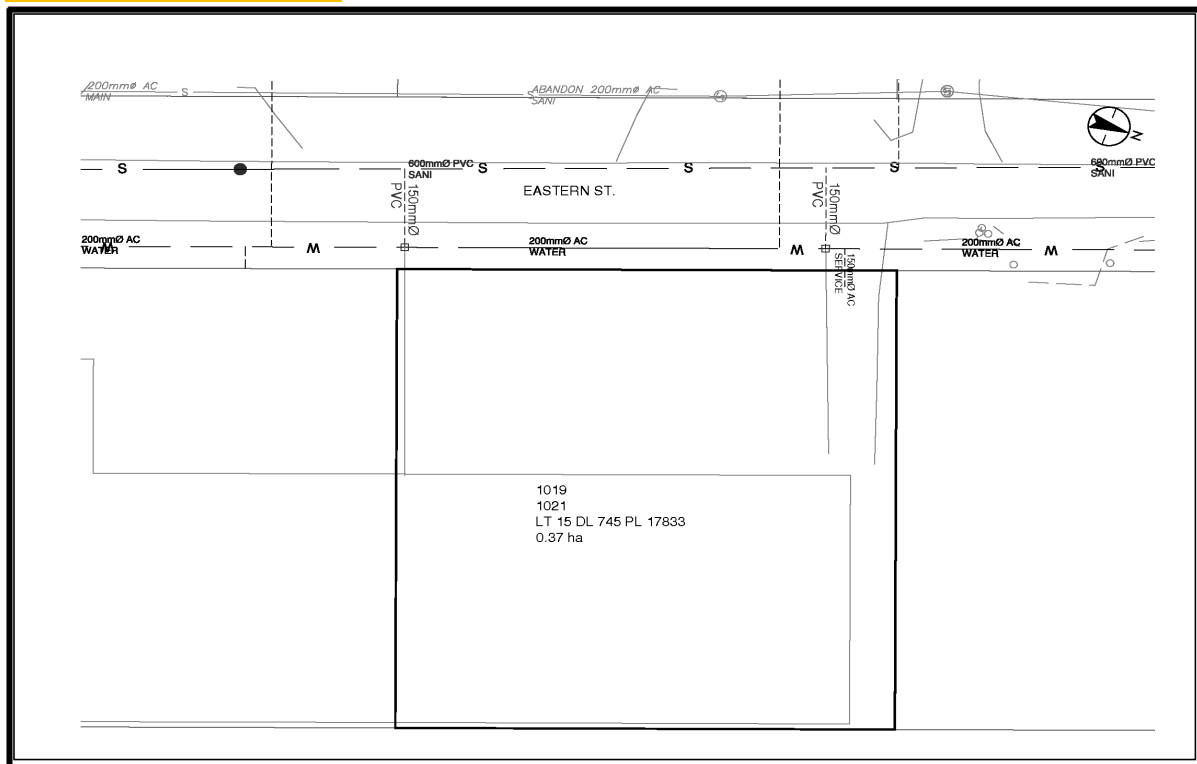 200mmø AC
MAIN
S
ABANDON 200mmø AC
SANI
S
S
N
S
600mmØ PVC
SANI
S
S
S
600mmØ PVC
SANI
S
EASTERN ST.
150mmØ
PVC
150mmØ
PVC
200mmØ AC
WATER
W
W
200mmØ AC
WATER
W
200mmØ AC
WATER
W
150mmØ AC
SERVICE
1019
1021
LT 15 DL 745 PL 17833
0.37 ha